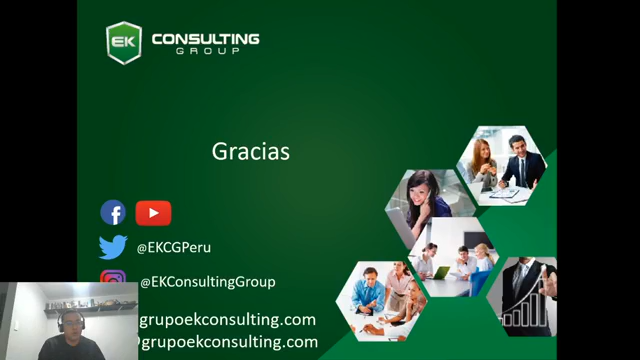 EK CONSULTING
GROUP
Gracias
@EKCGPeru
@EKConsultingGroup
grupoekconsulting.com
grupoekconsulting.com